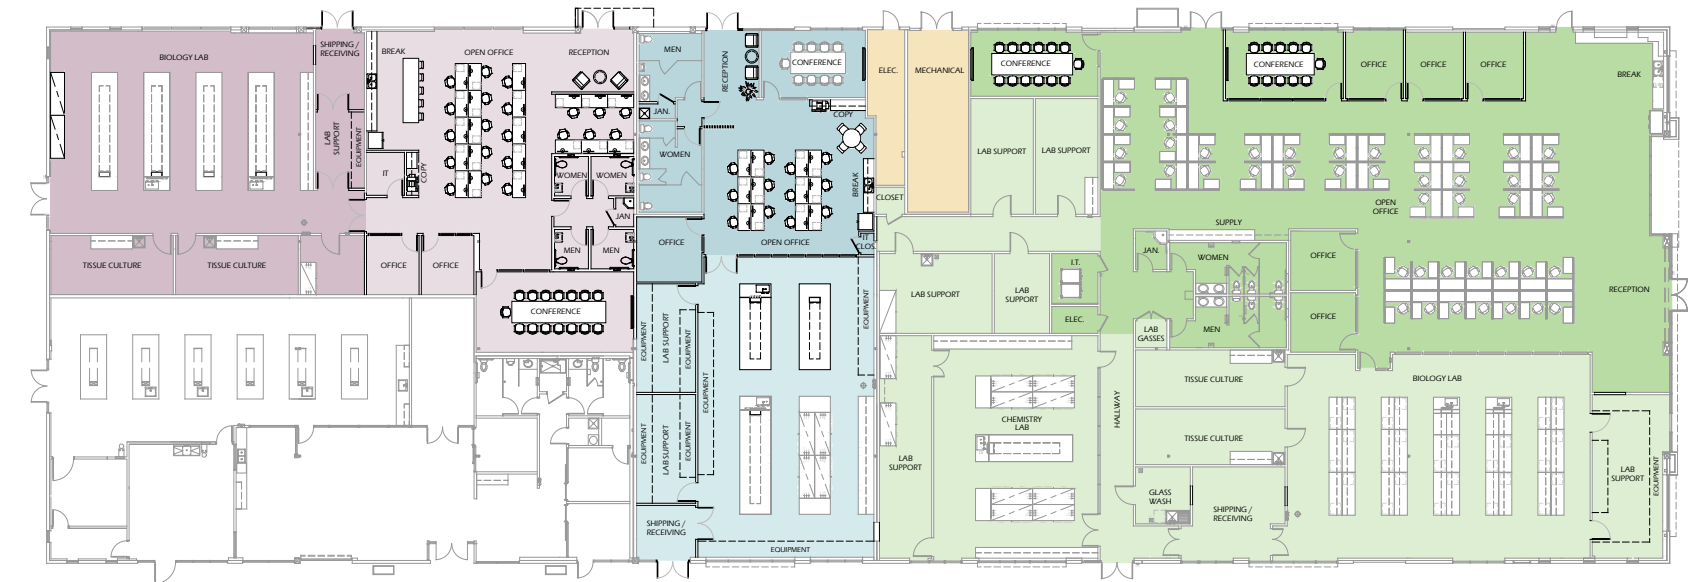 BIOLOGY LAB
SHIPPING /
RECEIVING
BREAK
OPEN OFFICE
RECEPTION
LAB
SUPPORT
EQUIPMENT
IT
COPY
WOMEN
WOMEN
JAN
MEN
MEN
TISSUE CULTURE
TISSUE CULTURE
OFFICE
OFFICE
CONFERENCE
MEN
RECEPTION
CONFERENCE
JAN.
COPY
WOMEN
BREAK
OFFICE
OPEN OFFICE
IT
CLOS.
EQUIPMENT
LAB SUPPORT
EQUIPMENT
EQUIPMENT
EQUIPMENT
EQUIPMENT
LAB SUPPORT
EQUIPMENT
SHIPPING /
RECEIVING
EQUIPMENT
ELEC.
MECHANICAL
CLOSET
CONFERENCE
LAB SUPPORT
LAB SUPPORT
CONFERENCE
OFFICE
OFFICE
OFFICE
BREAK
OPEN
OFFICE
SUPPLY
JAN.
WOMEN
OFFICE
I.T.
LAB SUPPORT
LAB
SUPPORT
RECEPTION
ELEC.
LAB
GASSES
MEN
OFFICE
TISSUE CULTURE
BIOLOGY LAB
HALLWAY
CHEMISTRY
LAB
TISSUE CULTURE
LAB
SUPPORT
LAB
SUPPORT
EQUIPMENT
GLASS
WASH
SHIPPING /
RECEIVING